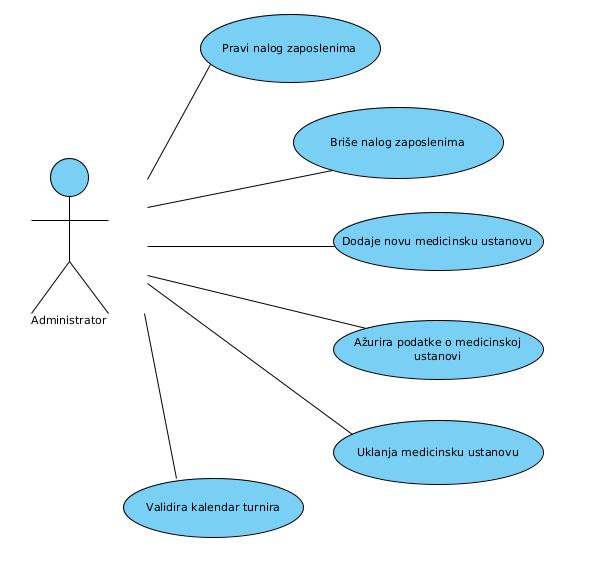 Pravi nalog zaposlenima
Briše nalog zaposlenima
Dodaje novu medicinsku ustanovu
Administrator
Ažurira podatke o medicinskoj
ustanovi
Uklanja medicinsku ustanovu
Validira kalendar turnira